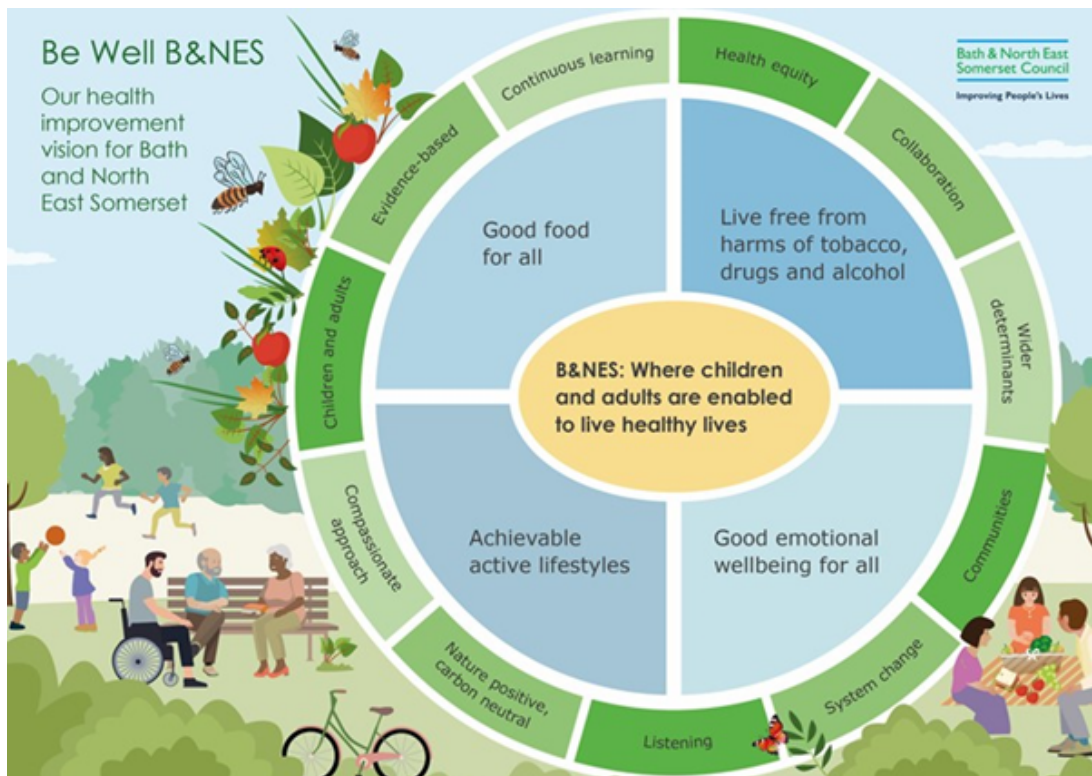 Be Well B&NES
Our health
improvement
vision for Bath
and North
East Somerset
Bath & North East
Somerset Council
Improving People's Lives
Health equity
Collaboration
Wider
determinants
Communities
System change
Listening
Nature positive,
carbon neutral
Compassionate
approach
Children and adults
Evidence-based
Continuous learning
Good food
for all
Live free from
harms of tobacco,
drugs and alcohol
B&NES: Where children
and adults are enabled
to live healthy lives
Achievable
active lifestyles
Good emotional
wellbeing for all